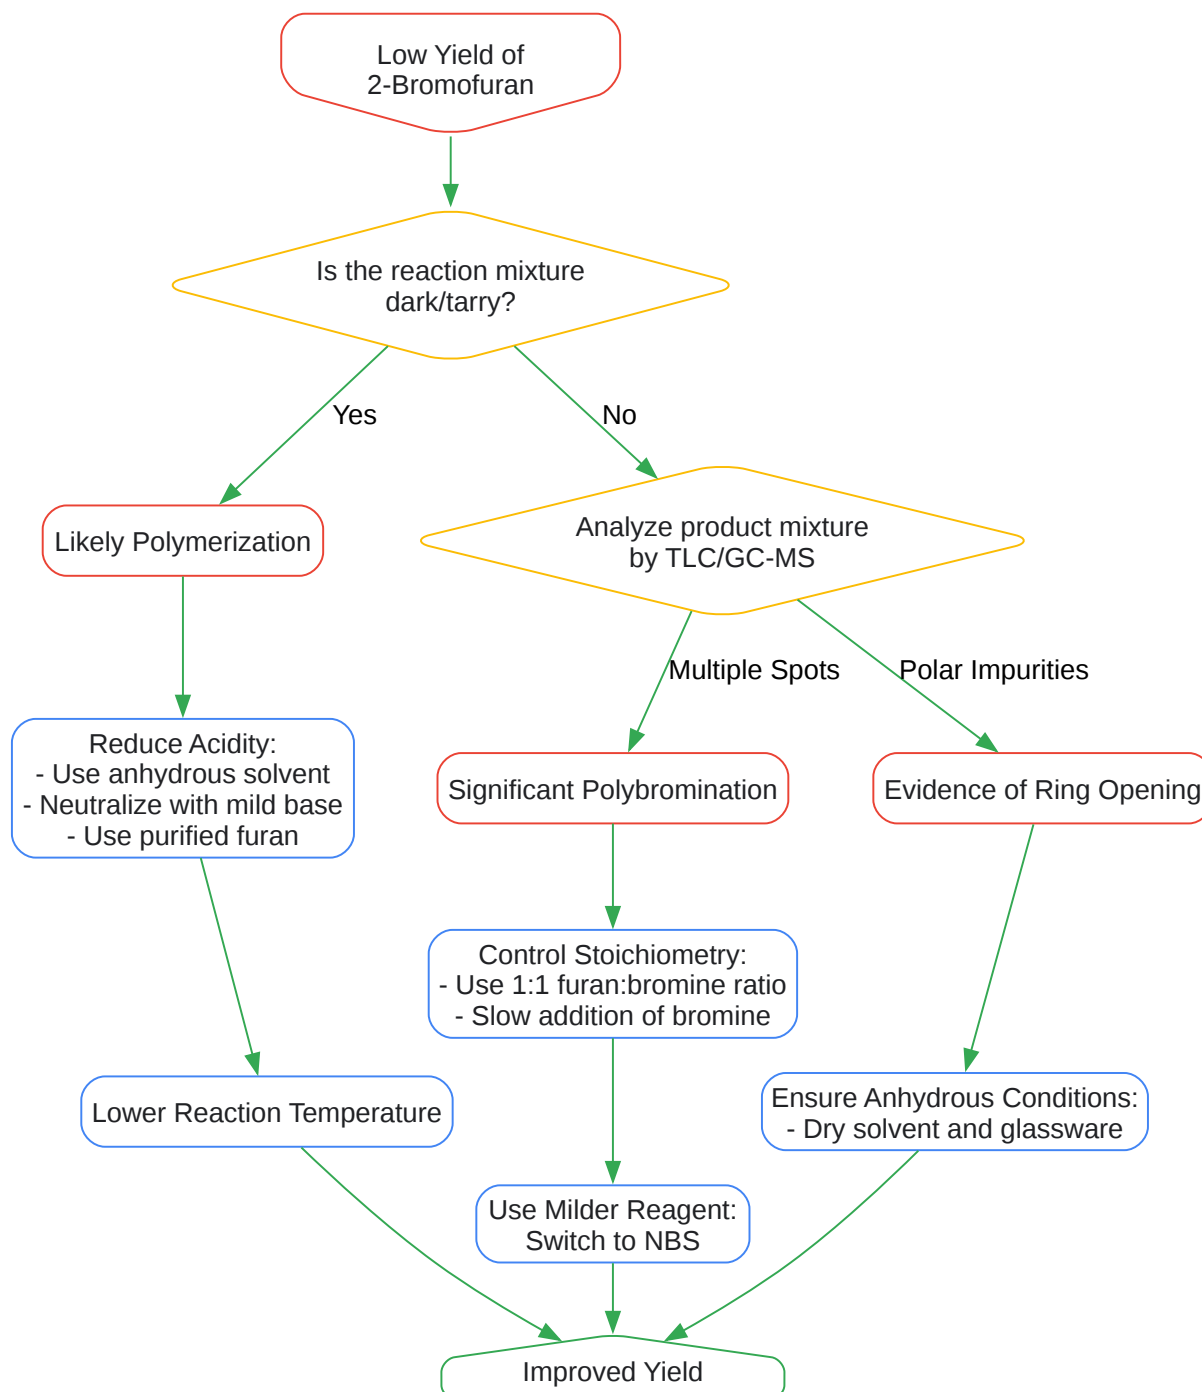 Low Yield of
2-Bromofuran
Is the reaction mixture
dark/tarry?
Yes
No
Likely Polymerization
Analyze product mixture
by TLC/GC-MS
Multiple Spots
Polar Impurities
Reduce Acidity:
- Use anhydrous solvent
- Neutralize with mild base
- Use purified furan
Significant Polybromination
Evidence of Ring Opening
Control Stoichiometry:
- Use 1:1 furan:bromine ratio
- Slow addition of bromine
Lower Reaction Temperature
Ensure Anhydrous Conditions:
- Dry solvent and glassware
Use Milder Reagent:
Switch to NBS
Improved Yield